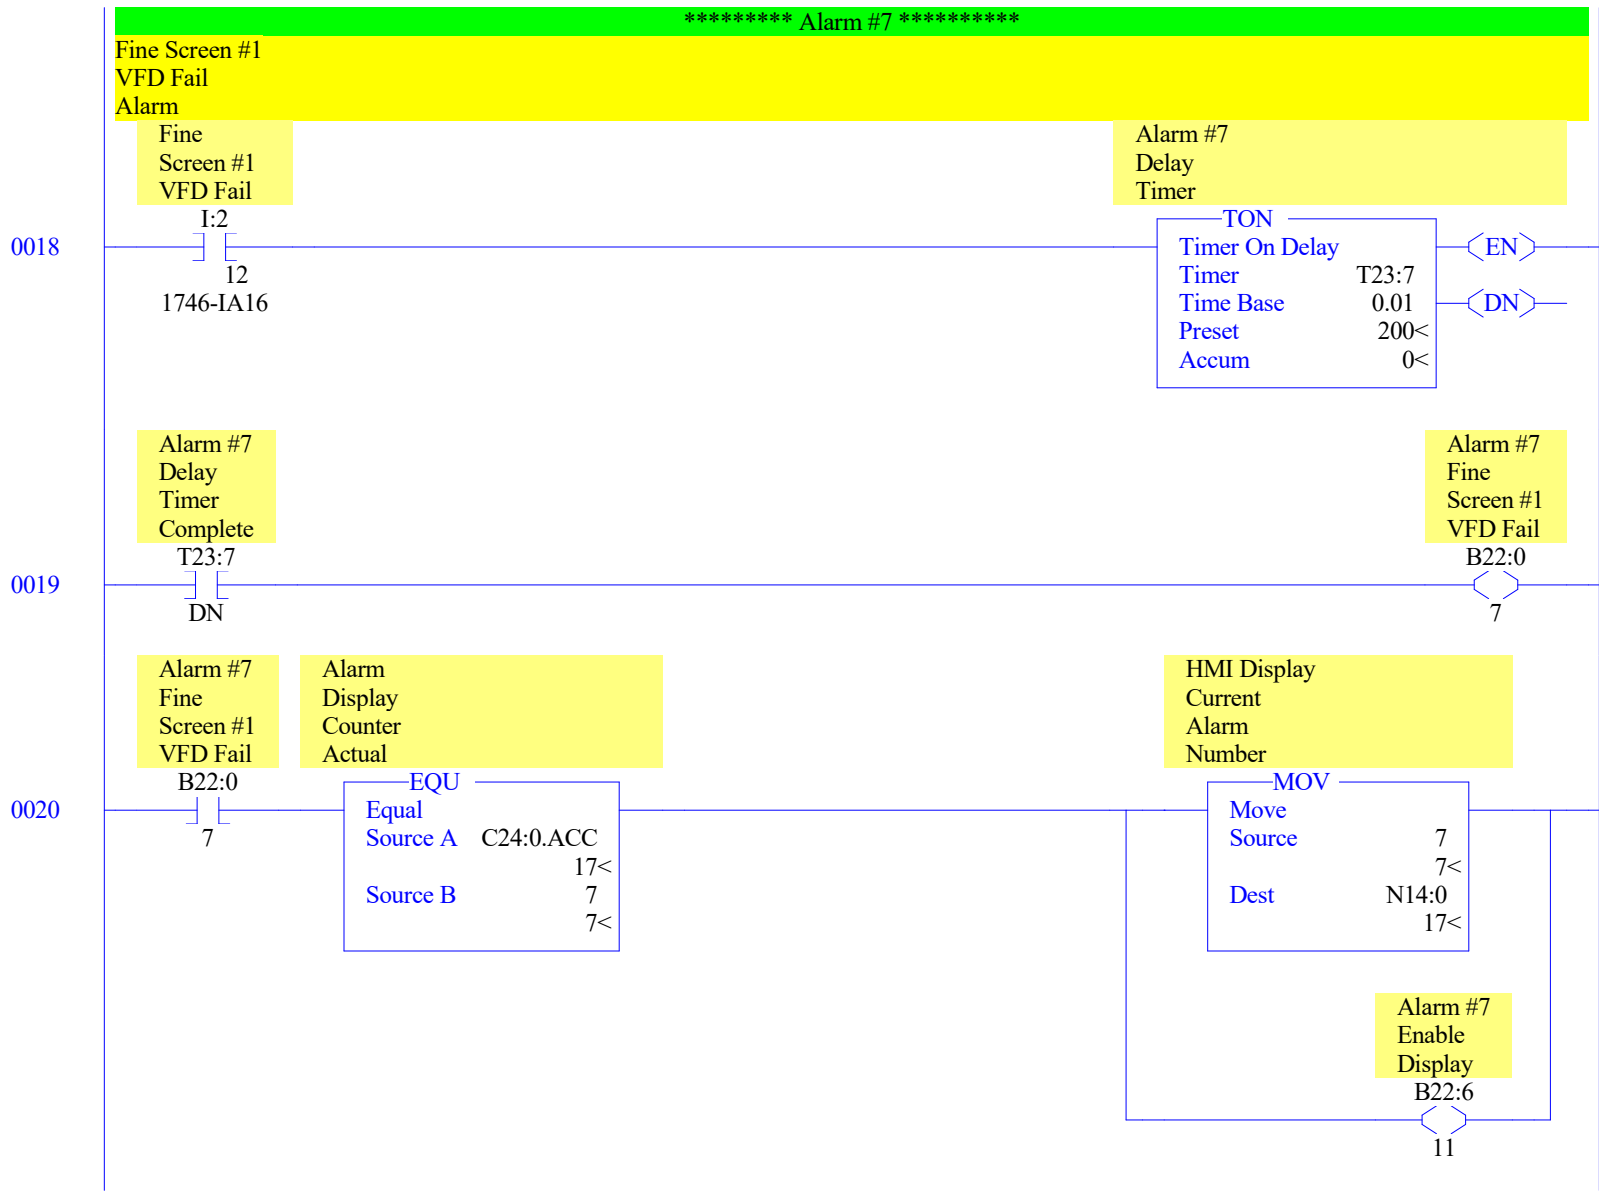 ********* Alarm #7 **********
Fine Screen #1
VFD Fail
Alarm
Fine
Screen #1
VFD Fail
I:2
12
1746-IA16
0018
Alarm #7
Delay
Timer
TON
Timer On Delay
Timer T23:7
Time Base 0.01
Preset 200<
Accum 0<
EN
DN
Alarm #7
Delay
Timer
Complete
T23:7
DN
0019
Alarm #7
Fine
Screen #1
VFD Fail
B22:0
7
Alarm #7
Fine
Screen #1
VFD Fail
B22:0
7
0020
Alarm
Display
Counter
Actual
EQU
Equal
Source A C24:0.ACC
17<
Source B 7
7<
HMI Display
Current
Alarm
Number
MOV
Move
Source 7
7<
Dest N14:0
17<
Alarm #7
Enable
Display
B22:6
11